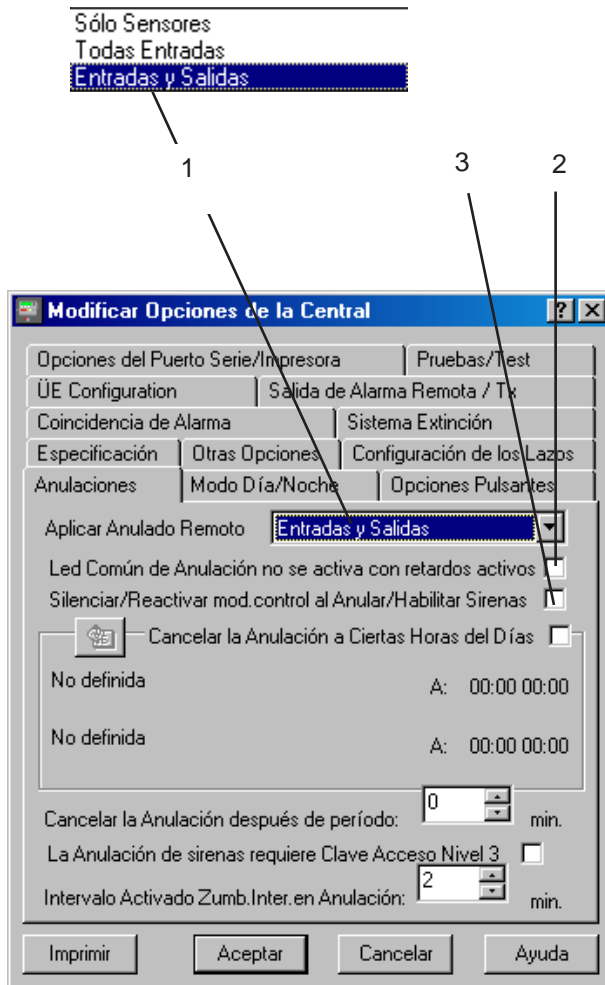 Sólo Sensores
Todas Entradas
Entradas y Salidas
1 3 2
Modificar Opciones de la Central
Opciones del Puerto Serie/Impresora Pruebas/Test
ÜE Configuration Salida de Alarma Remota / Tx
Coincidencia de Alarma Sistema Extinción
Especificación Otras Opciones Configuración de los Lazos
Anulaciones Modo Día/Noche Opciones Pulsantes
Aplicar Anulado Remoto Entradas y Salidas
Led Común de Anulación no se activa con retardos activos
Silenciar/Reactivar mod.control al Anular/Habilitar Sirenas
Cancelar la Anulación a Ciertas Horas del Días
No definida A: 00:00 00:00
No definida A: 00:00 00:00
Cancelar la Anulación después de período: 0 min.
La Anulación de sirenas requiere Clave Acceso Nivel 3
Intervalo Activado Zumb.Inter.en Anulación: 2 min.
Imprimir Aceptar Cancelar Ayuda